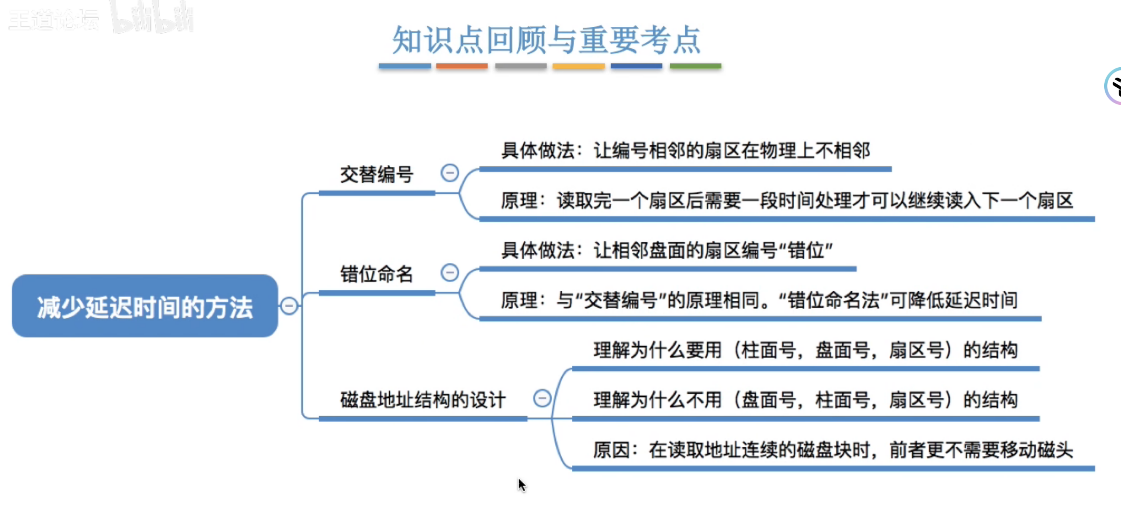 王道论坛 bilibili
知识点回顾与重要考点
减少延迟时间的方法
交替编号
具体做法：让编号相邻的扇区在物理上不相邻
原理：读取完一个扇区后需要一段时间处理才可以继续读入下一个扇区
错位命名
具体做法：让相邻盘面的扇区编号“错位”
原理：与“交替编号”的原理相同。“错位命名法”可降低延迟时间
磁盘地址结构的设计
理解为什么要用（柱面号，盘面号，扇区号）的结构
理解为什么不用（盘面号，柱面号，扇区号）的结构
原因：在读取地址连续的磁盘块时，前者更不需要移动磁头